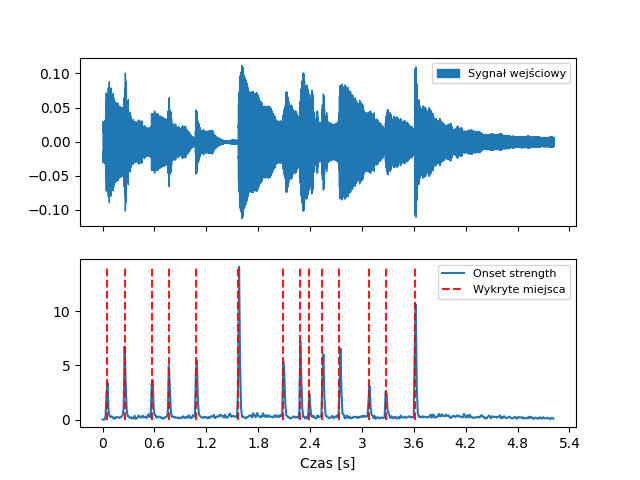 0.10
0.05
0.00
−0.05
−0.10
Sygnał wejściowy
10
5
0
Onset strength
Wykryte miejsca
0 0.6 1.2 1.8 2.4 3 3.6 4.2 4.8 5.4
Czas [s]